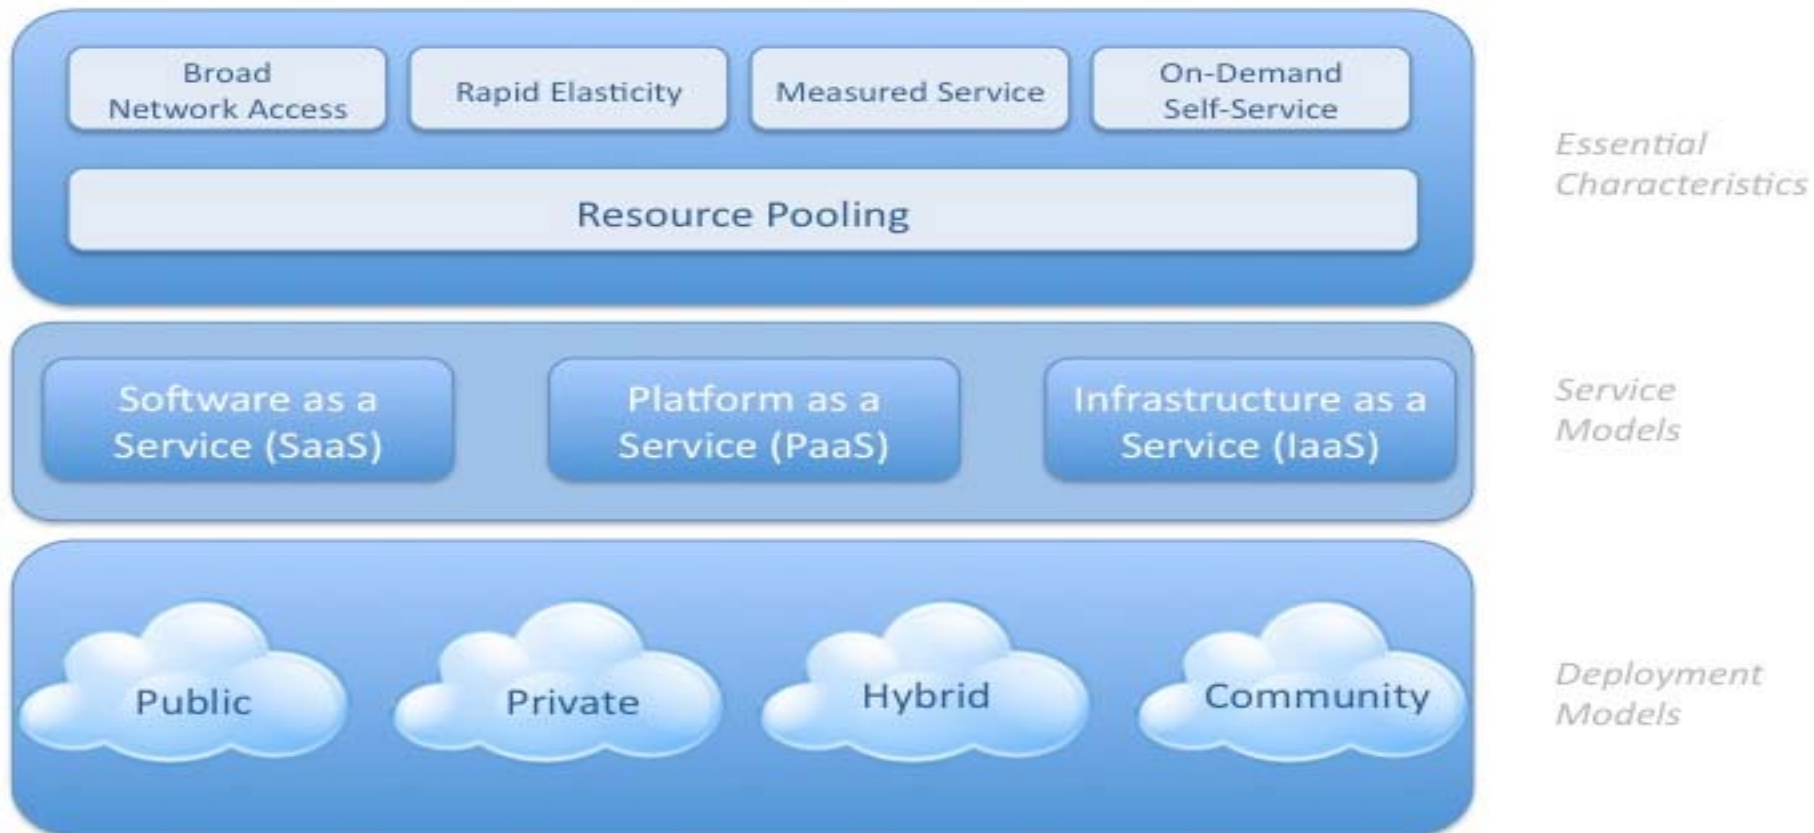 Broad
Network Access
Rapid Elasticity
Measured Service
On-Demand
Self-Service
Resource Pooling
Essential
Characteristics
Software as a
Service (SaaS)
Platform as a
Service (PaaS)
Infrastructure as a
Service (IaaS)
Service
Models
Public
Private
Hybrid
Community
Deployment
Models